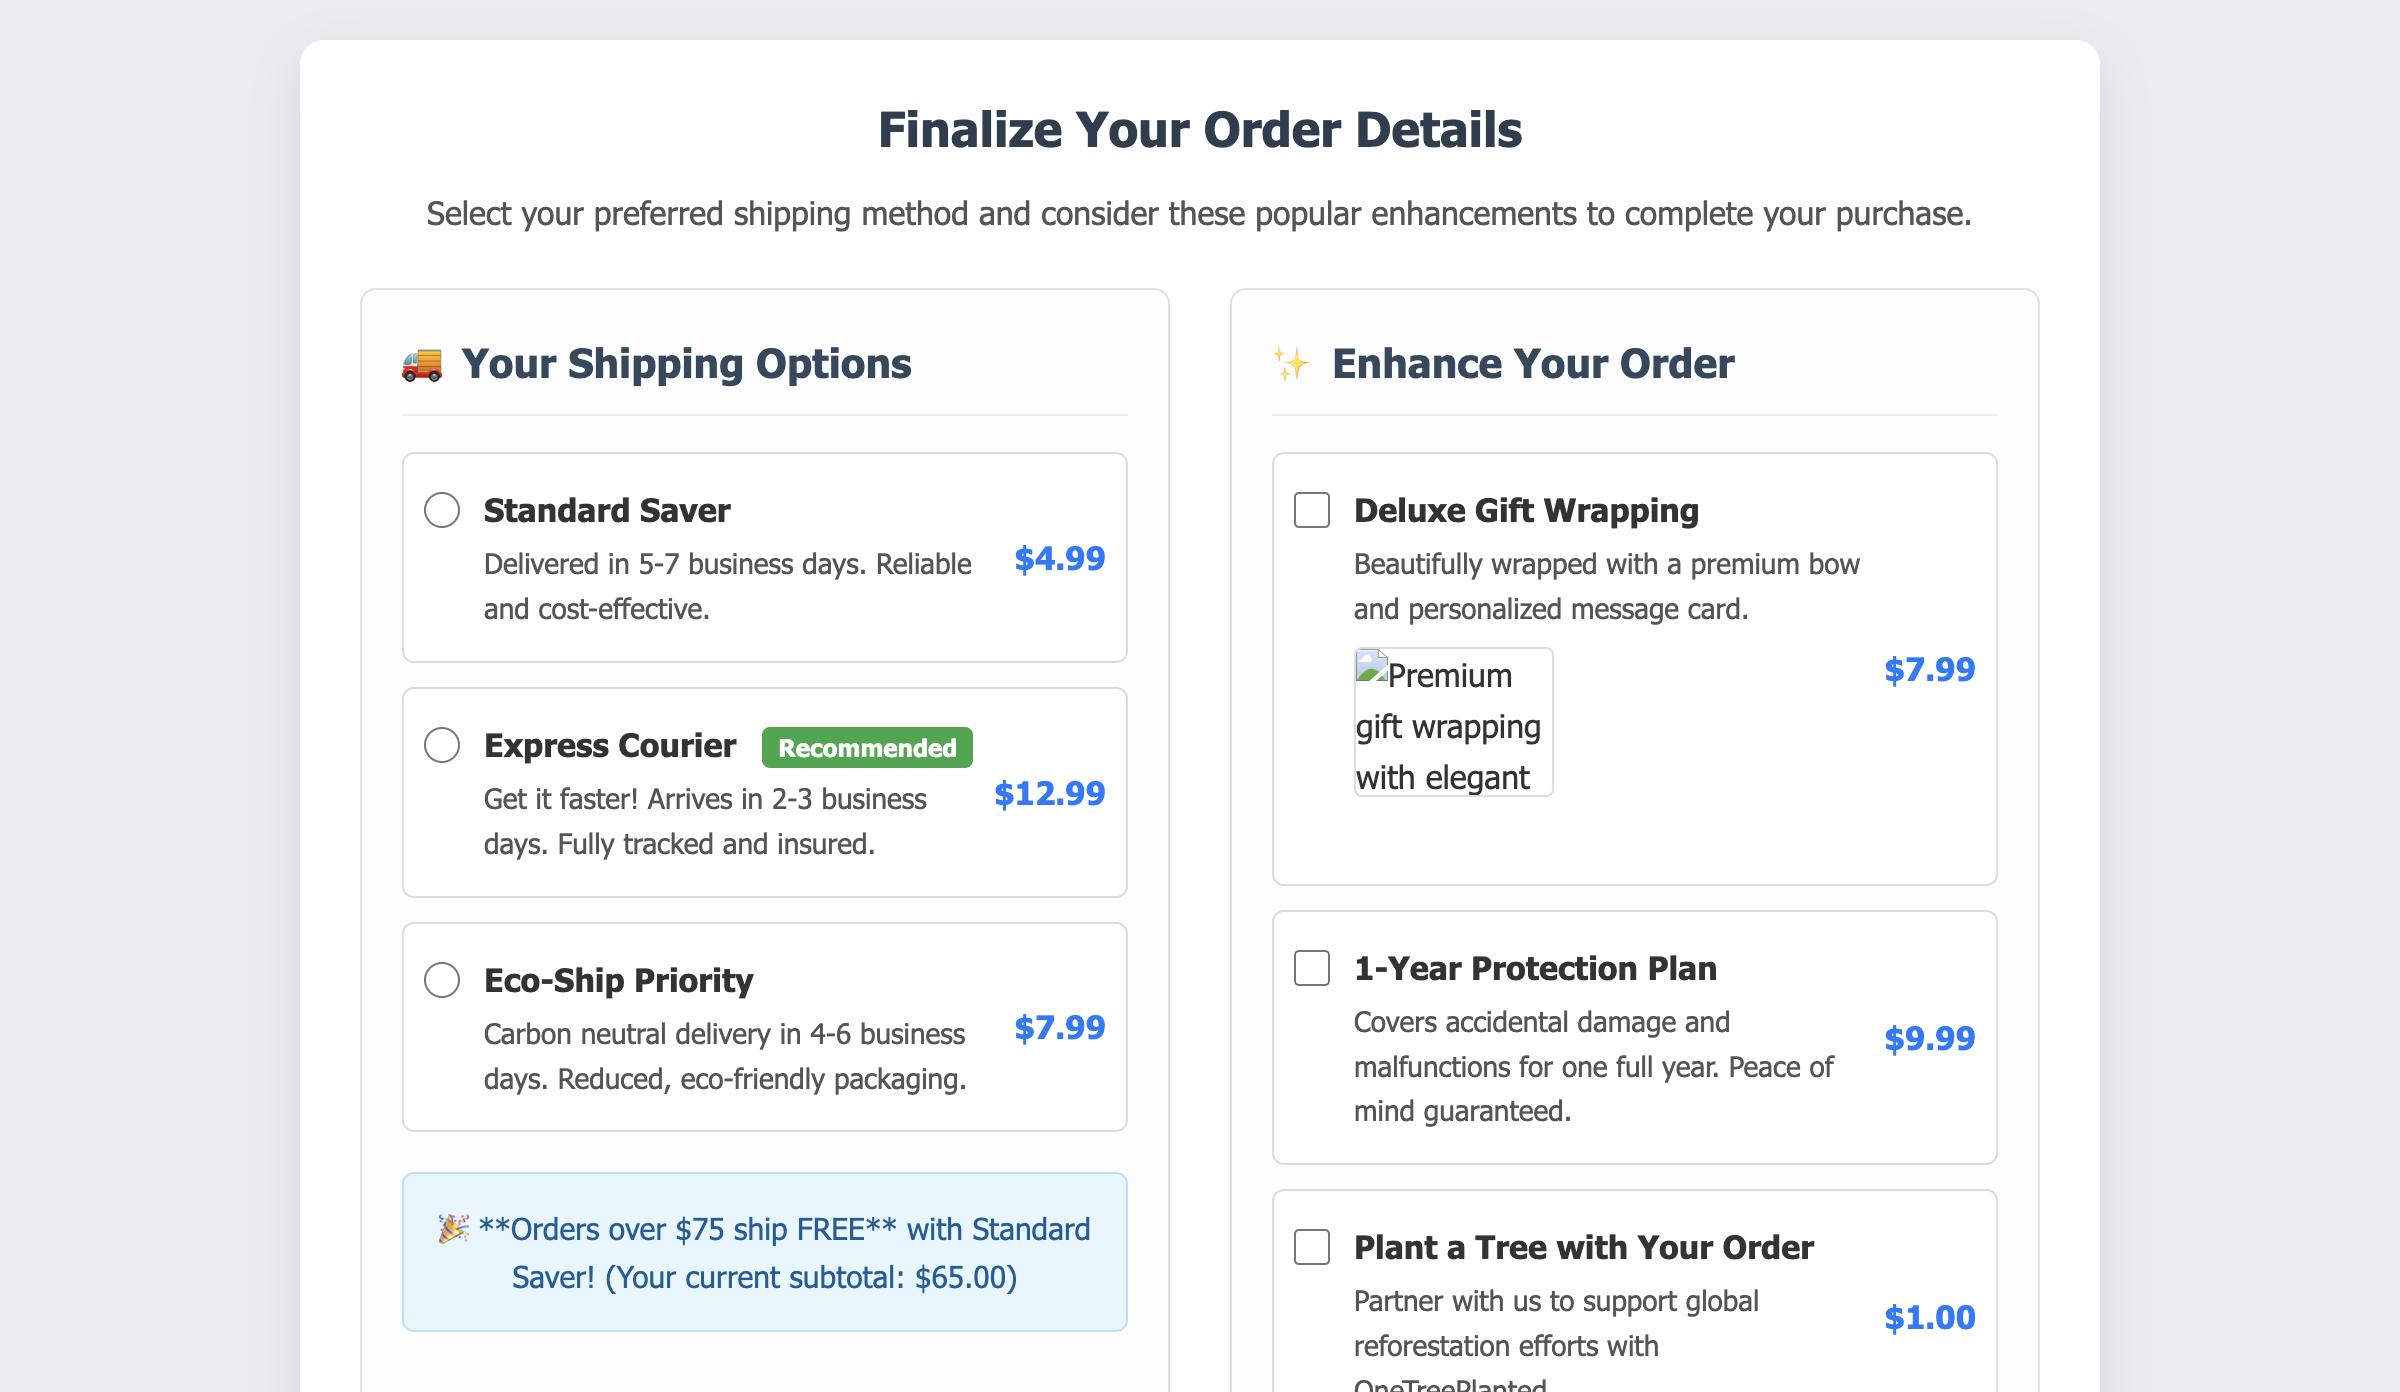 Finalize Your Order Details
Select your preferred shipping method and consider these popular enhancements to complete your purchase.
🚚 Your Shipping Options
Standard Saver
Delivered in 5-7 business days. Reliable
and cost-effective.
$4.99
Express Courier Recommended
Get it faster! Arrives in 2-3 business
days. Fully tracked and insured.
$12.99
Eco-Ship Priority
Carbon neutral delivery in 4-6 business
days. Reduced, eco-friendly packaging.
$7.99
🎉 **Orders over $75 ship FREE** with Standard
Saver! (Your current subtotal: $65.00)
✨ Enhance Your Order
Deluxe Gift Wrapping
Beautifully wrapped with a premium bow
and personalized message card.
Premium
gift wrapping
with elegant
$7.99
1-Year Protection Plan
Covers accidental damage and
malfunctions for one full year. Peace of
mind guaranteed.
$9.99
Plant a Tree with Your Order
Partner with us to support global
reforestation efforts with
OneTreePlanted.
$1.00